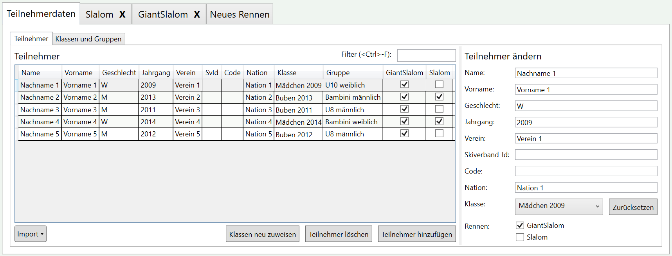 Teilnehmerdaten Slalom X GiantSlalom X Neues Rennen
Teilnehmer Klassen und Gruppen
Teilnehmer Filter (<Ctrl>-f):
Name Vorname Geschlecht Jahrgang Verein SvId Code Nation Klasse Gruppe GiantSlalom Slalom
Nachname 1 Vorname 1 W 2009 Verein 1 Nation 1 Mädchen 2009 U10 weiblich
Nachname 2 Vorname 2 M 2013 Verein 2 Nation 2 Buben 2013 Bambini männlich
Nachname 3 Vorname 3 M 2011 Verein 3 Nation 3 Buben 2011 U8 männlich
Nachname 4 Vorname 4 W 2014 Verein 4 Nation 4 Mädchen 2014 Bambini weiblich
Nachname 5 Vorname 5 M 2012 Verein 5 Nation 5 Buben 2012 U8 männlich
Import
Klassen neu zuweisen Teilnehmer löschen Teilnehmer hinzufügen
Teilnehmer ändern
Name: Nachname 1
Vorname: Vorname 1
Geschlecht: W
Jahrgang: 2009
Verein: Verein 1
Skiverband Id:
Code:
Nation: Nation 1
Klasse: Mädchen 2009 Zurücksetzen
Rennen: GiantSlalom
Slalom